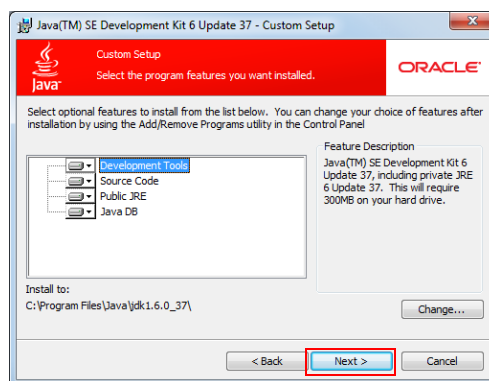 Java(TM) SE Development Kit 6 Update 37 - Custom Setup
Java
Custom Setup
Select the program features you want installed.
ORACLE
Select optional features to install from the list below. You can change your choice of features after
installation by using the Add/Remove Programs utility in the Control Panel
Development Tools
Source Code
Public JRE
Java DB
Feature Description
Java(TM) SE Development Kit 6
Update 37, including private JRE
6 Update 37. This will require
300MB on your hard drive.
Install to:
C:\Program Files\Java\jdk1.6.0_37\
Change...
< Back
Next >
Cancel